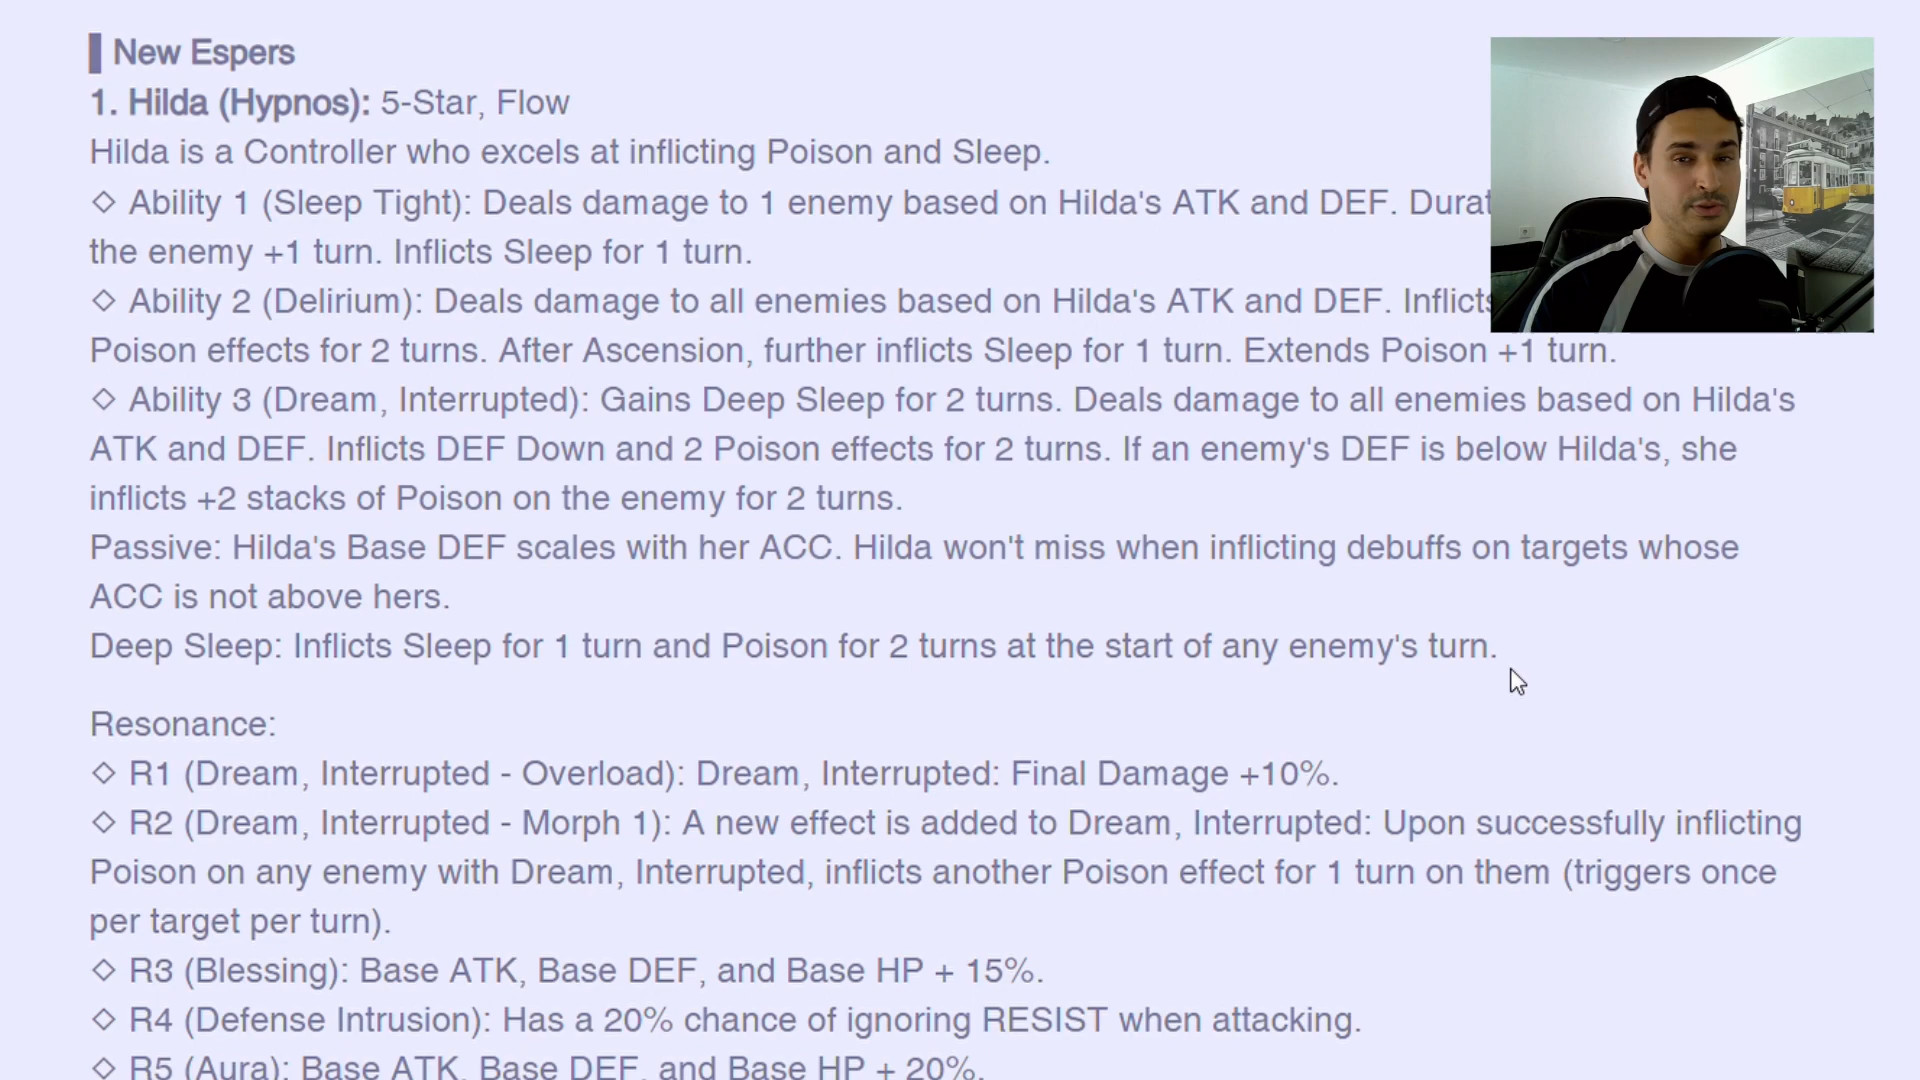 New Espers
1. Hilda (Hypnos): 5-Star, Flow
Hilda is a Controller who excels at inflicting Poison and Sleep.
◇ Ability 1 (Sleep Tight): Deals damage to 1 enemy based on Hilda's ATK and DEF.
the enemy +1 turn. Inflicts Sleep for 1 turn.
◇ Ability 2 (Delirium): Deals damage to all enemies based on Hilda's ATK and DEF. Inflicts
Poison effects for 2 turns. After Ascension, further inflicts Sleep for 1 turn. Extends Poison +1 turn.
◇ Ability 3 (Dream, Interrupted): Gains Deep Sleep for 2 turns. Deals damage to all enemies based on Hilda's
ATK and DEF. Inflicts DEF Down and 2 Poison effects for 2 turns. If an enemy's DEF is below Hilda's, she
inflicts +2 stacks of Poison on the enemy for 2 turns.
Passive: Hilda's Base DEF scales with her ACC. Hilda won't miss when inflicting debuffs on targets whose
ACC is not above hers.
Deep Sleep: Inflicts Sleep for 1 turn and Poison for 2 turns at the start of any enemy's turn.
Resonance:
◇ R1 (Dream, Interrupted - Overload): Dream, Interrupted: Final Damage +10%.
◇ R2 (Dream, Interrupted - Morph 1): A new effect is added to Dream, Interrupted: Upon successfully inflicting
Poison on any enemy with Dream, Interrupted, inflicts another Poison effect for 1 turn on them (triggers once
per target per turn).
◇ R3 (Blessing): Base ATK, Base DEF, and Base HP + 15%.
◇ R4 (Defense Intrusion): Has a 20% chance of ignoring RESIST when attacking.
◇ R5 (Aura): Base ATK, Base DEF, and Base HP + 20%.